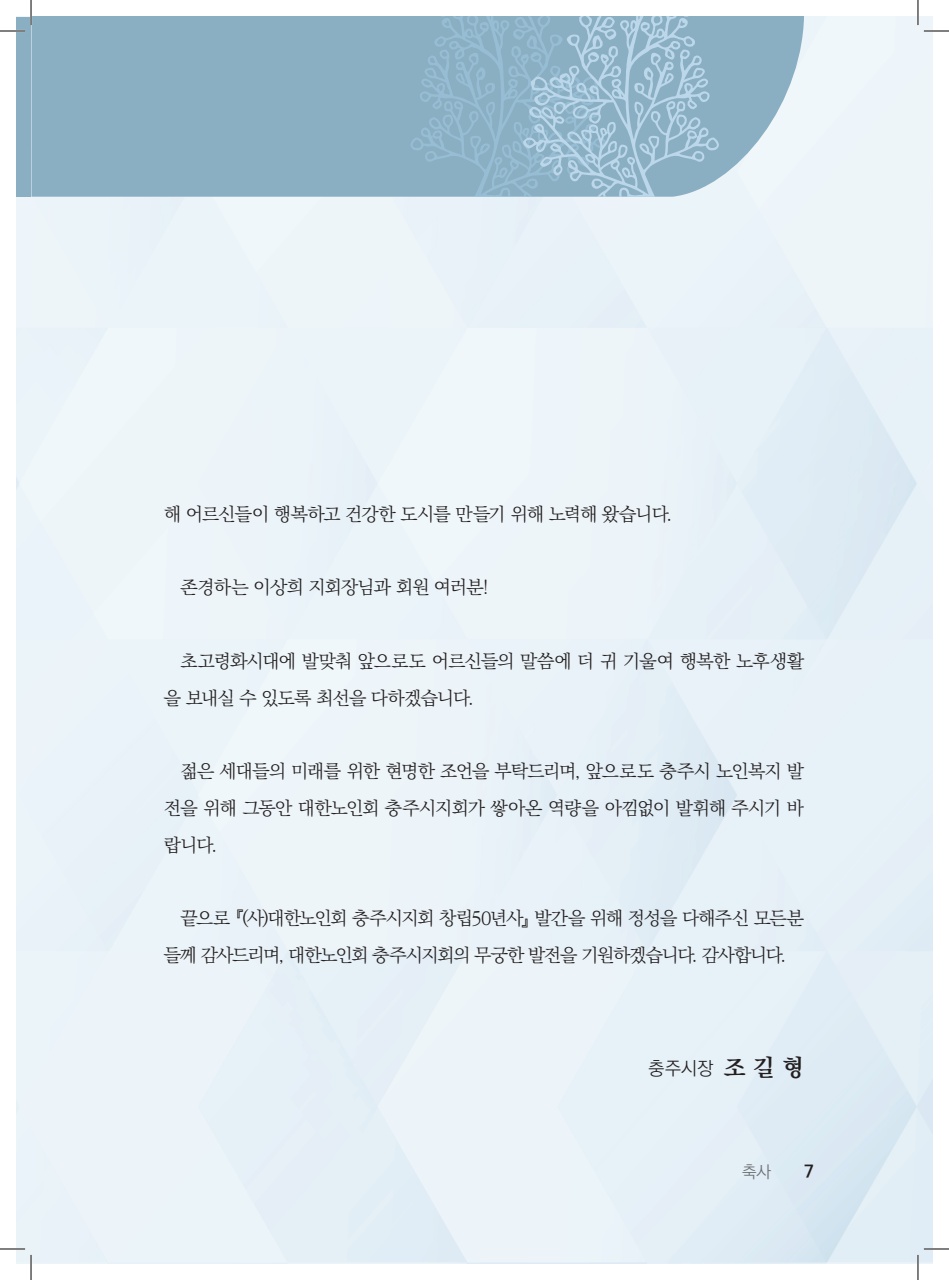 해 어르신들이 행복하고 건강한 도시를 만들기 위해 노력해 왔습니다.
존경하는 이상희 지회장님과 회원 여러분!
초고령화시대에 발맞춰 앞으로도 어르신들의 말씀에 더 귀 기울여 행복한 노후생활
을 보내실 수 있도록 최선을 다하겠습니다.
젊은 세대들의 미래를 위한 현명한 조언을 부탁드리며, 앞으로도 충주시 노인복지 발
전을 위해 그동안 대한노인회 충주시지회가 쌓아온 역량을 아낌없이 발휘해 주시기 바
랍니다.
끝으로 『(사)대한노인회 충주시지회 창립50년사』 발간을 위해 정성을 다해주신 모든분
들께 감사드리며, 대한노인회 충주시지회의 무궁한 발전을 기원하겠습니다. 감사합니다.
충주시장 조 길 형
축사 7